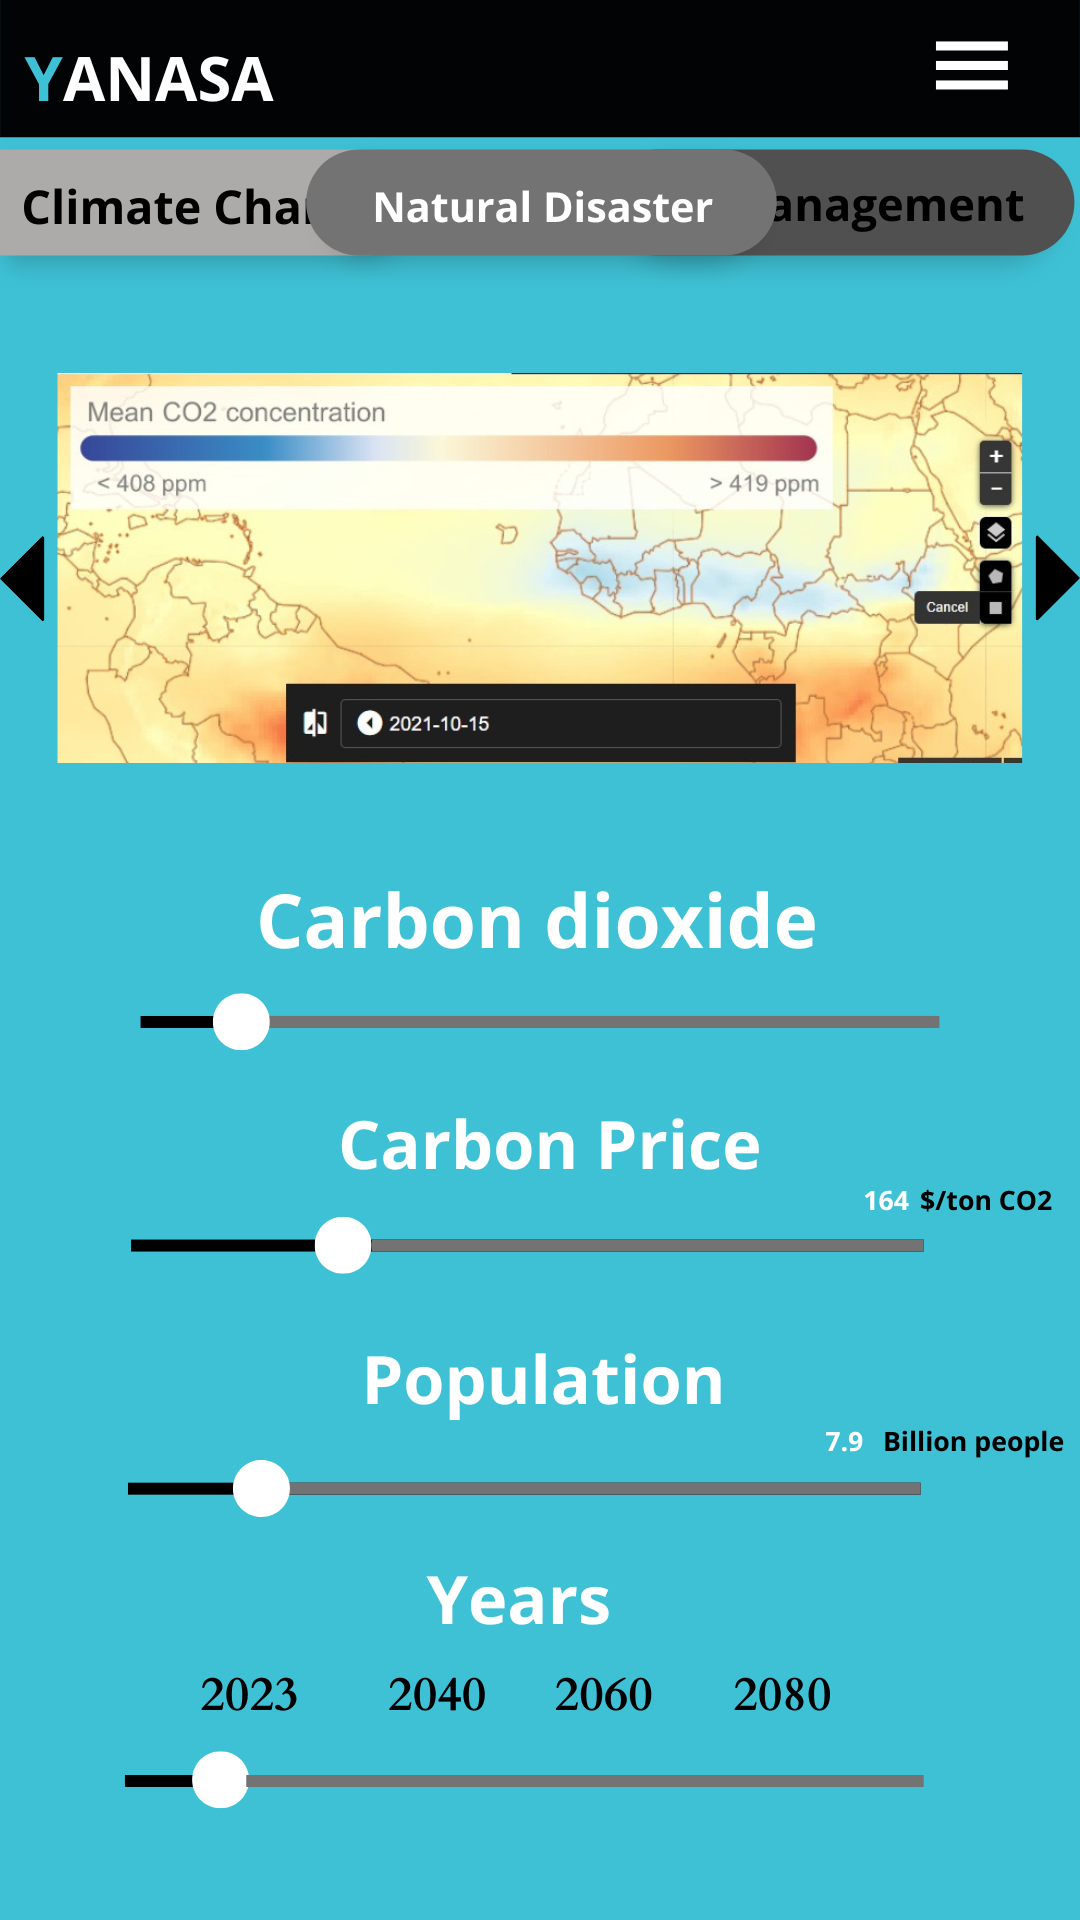 YANASA
Climate Cha
Natural Disaster
anagement
Mean CO2 concentration
< 408 ppm
> 419 ppm
+
−
Cancel
2021-10-15
Carbon dioxide
Carbon Price
164 $/ton CO2
Population
7.9 Billion people
Years
2023 2040 2060 2080